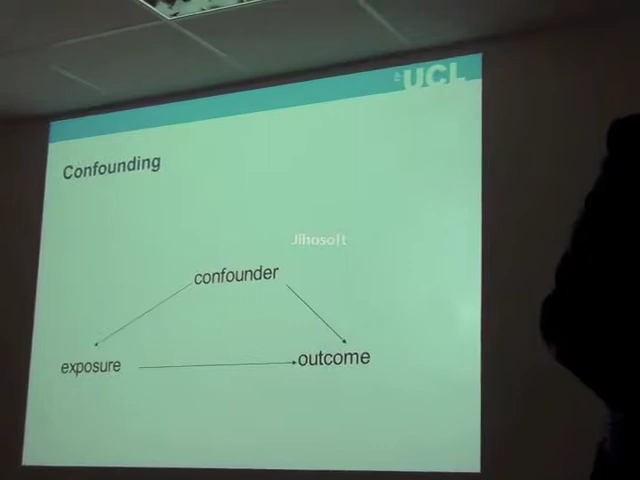 UCL
Confounding
Jihosoft
confounder
exposure
outcome